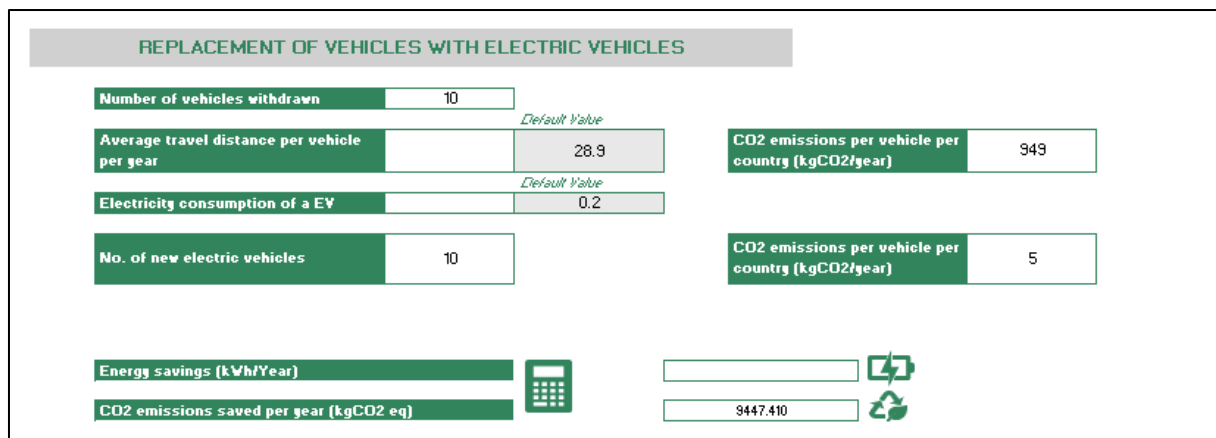 REPLACEMENT OF VEHICLES WITH ELECTRIC VEHICLES
Number of vehicles withdrawn 10
Default Value
Average travel distance per vehicle
per year 28.9
CO2 emissions per vehicle per
country (kgCO2/year) 949
Default Value
Electricity consumption of a EV 0.2
No. of new electric vehicles 10
CO2 emissions per vehicle per
country (kgCO2/year) 5
Energy savings (kWh/Year)
CO2 emissions saved per year (kgCO2 eq) 9447.410